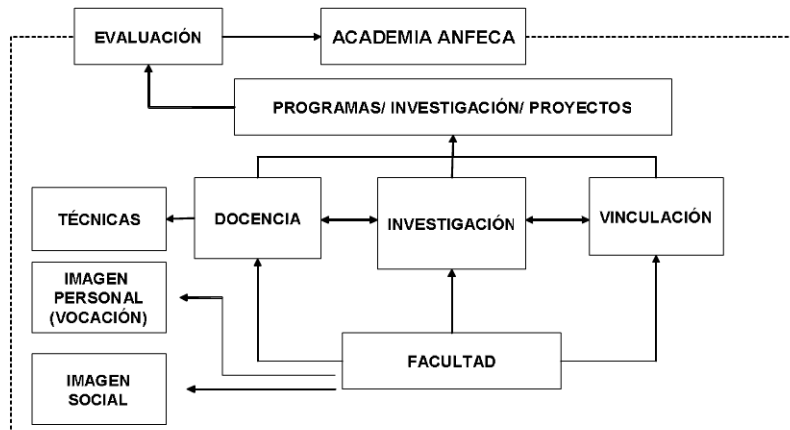 EVALUACIÓN
ACADEMIA ANFECA
PROGRAMAS/ INVESTIGACIÓN/ PROYECTOS
TÉCNICAS
DOCENCIA
INVESTIGACIÓN
VINCULACIÓN
IMAGEN
PERSONAL
(VOCACIÓN)
FACULTAD
IMAGEN
SOCIAL